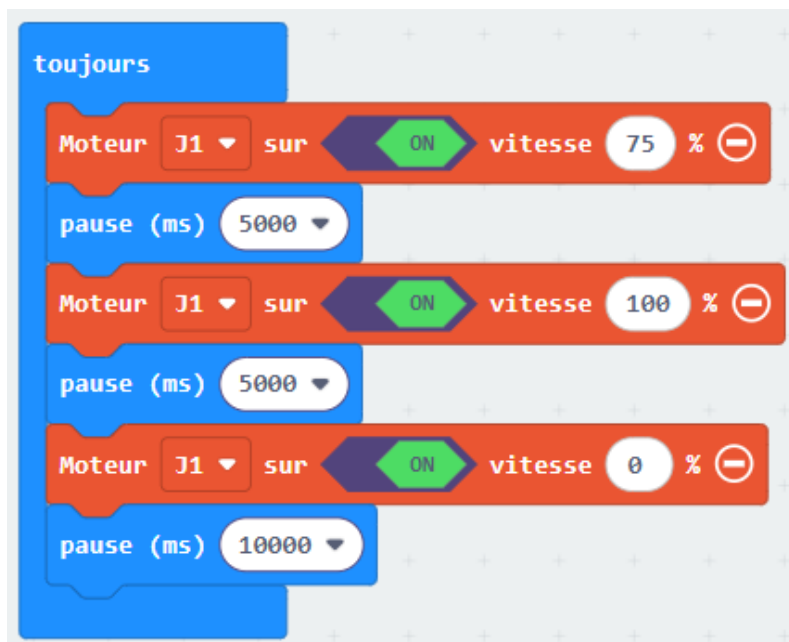 toujours
Moteur J1 sur ON vitesse 75 %
pause (ms) 5000
Moteur J1 sur ON vitesse 100 %
pause (ms) 5000
Moteur J1 sur ON vitesse 0 %
pause (ms) 10000